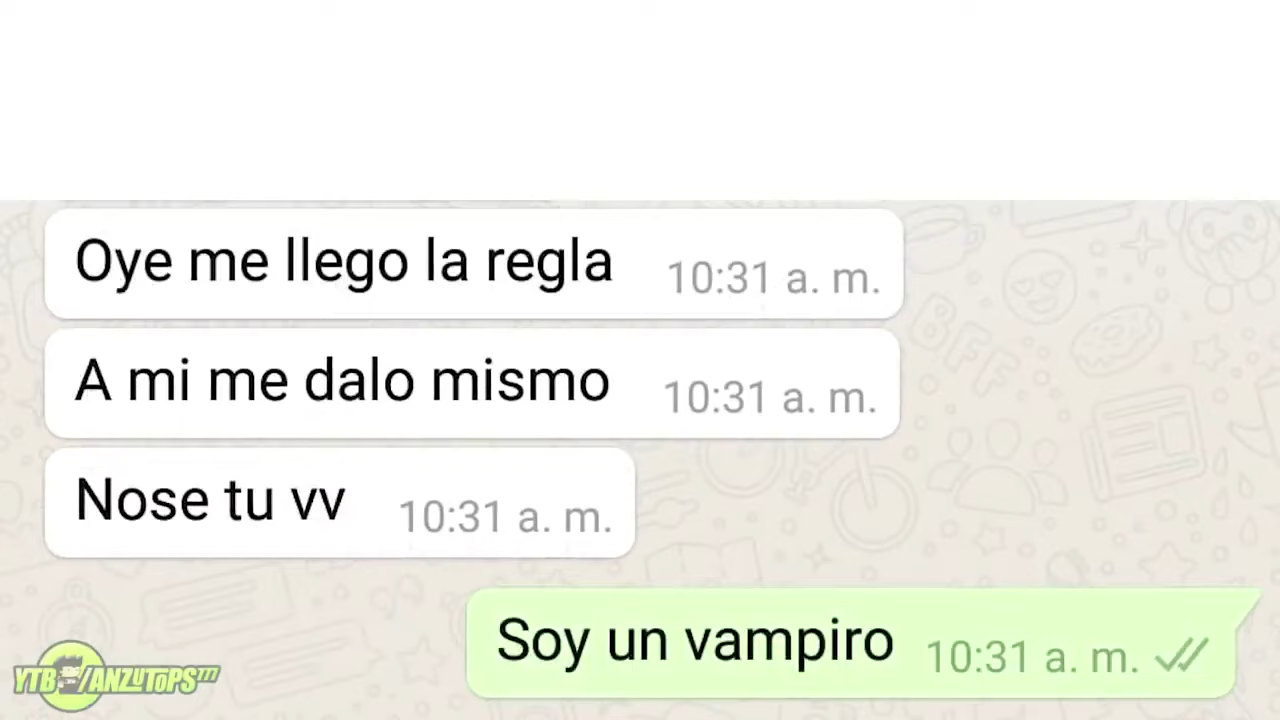 Oye me llego la regla 10:31 a. m.
A mi me dalo mismo 10:31 a. m.
Nose tu vv 10:31 a. m.
Soy un vampiro 10:31 a. m.
YTB/ANZUTOPS777